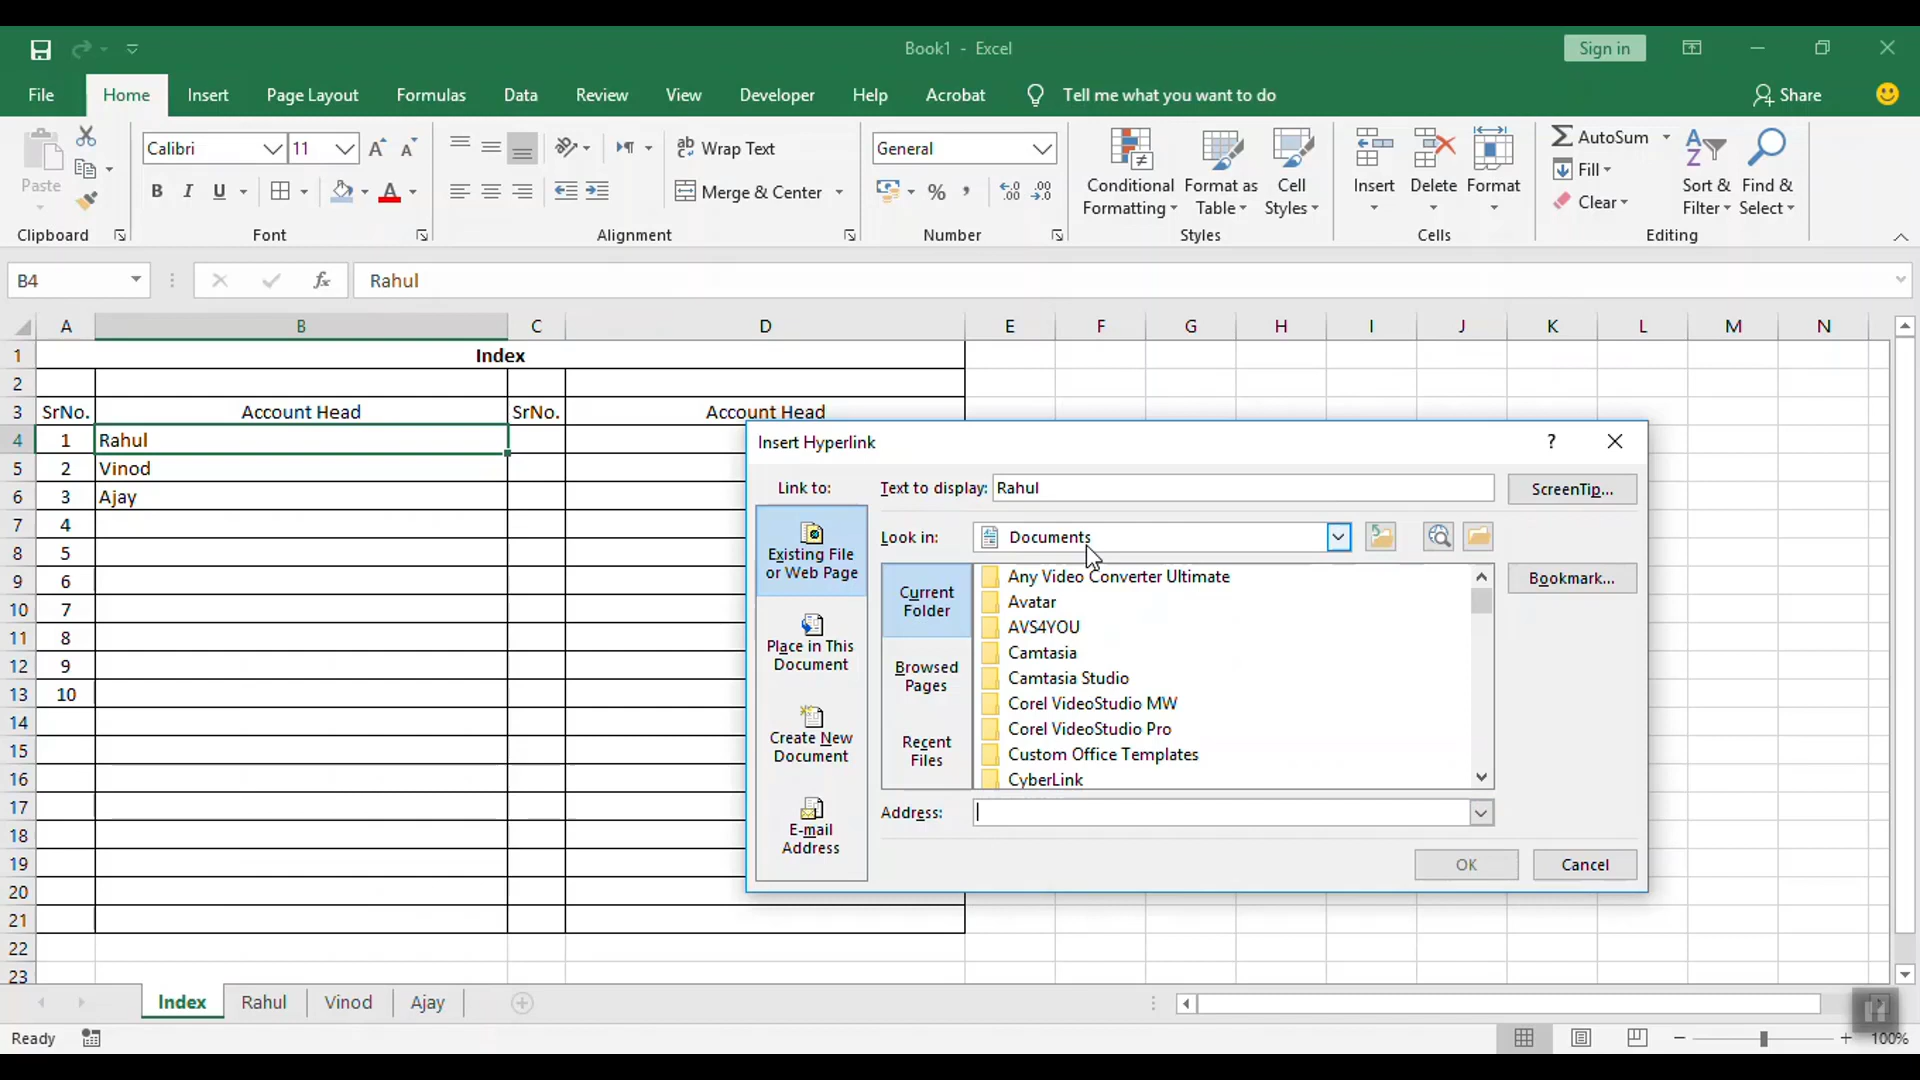 Book1 - Excel
Sign in
File Home Insert Page Layout Formulas Data Review View Developer Help Acrobat Tell me what you want to do Share
Paste
Calibri 11
B I U A
Wrap Text
Merge & Center
General
%
Conditional Formatting
Format as Table
Cell Styles
Insert
Delete
Format
AutoSum
Fill
Clear
Sort & Filter
Find & Select
Clipboard Font Alignment Number Styles Cells Editing
B4 fx Rahul
A B C D E F G H I J K L M N
1 Index
2
3 SrNo. Account Head SrNo. Account Head
4 1 Rahul
5 2 Vinod
6 3 Ajay
7 4
8 5
9 6
10 7
11 8
12 9
13 10
14
15
16
17
18
19
20
21
22
23
Insert Hyperlink ?
Link to:
Text to display: Rahul
ScreenTip...
Existing File
or Web Page
Place in This
Document
Create New
Document
E-mail
Address
Look in: Documents
Current
Folder
Browsed
Pages
Recent
Files
Any Video Converter Ultimate
Avatar
AVS4YOU
Camtasia
Camtasia Studio
Corel VideoStudio MW
Corel VideoStudio Pro
Custom Office Templates
CyberLink
Bookmark...
Address:
OK Cancel
Index Rahul Vinod Ajay
Ready
100%